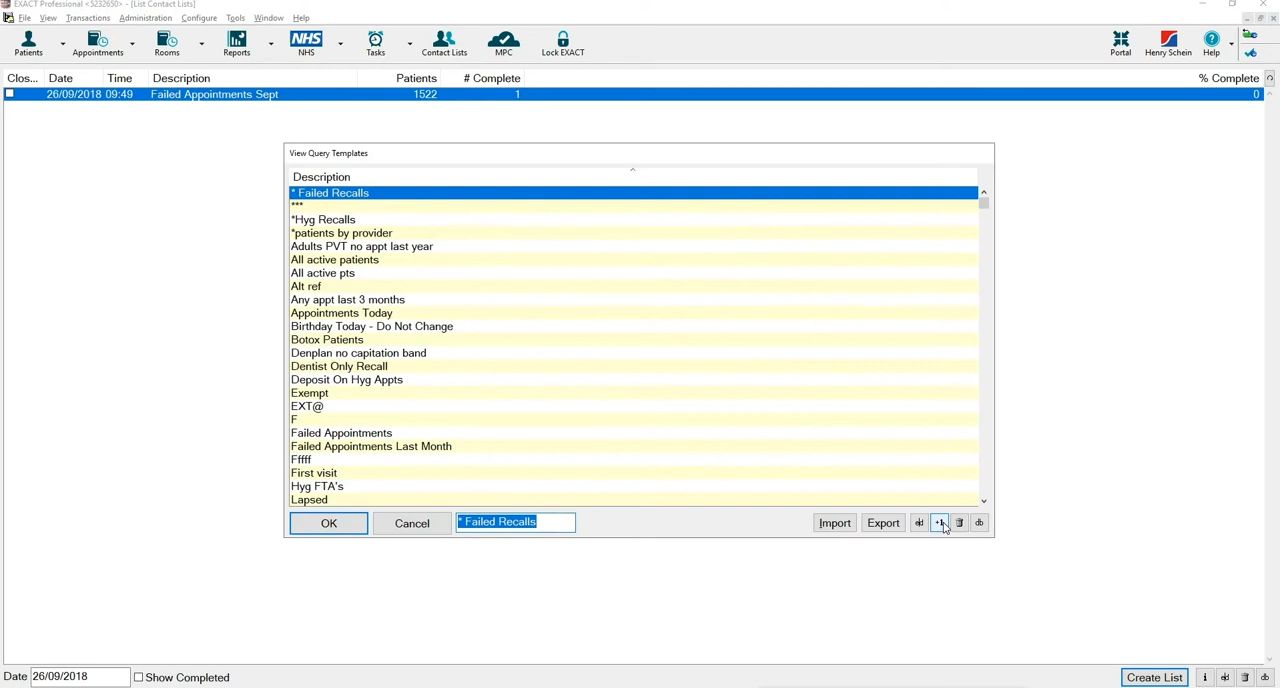 EXACT Professional <S232650> - [List Contact Lists]
File View Transactions Administration Configure Tools Window Help
NHS
Patients Appointments Rooms Reports NHS Tasks Contact Lists MPC Lock EXACT Portal Henry Schein Help
Clos... Date Time Description Patients # Complete % Complete
26/09/2018 09:49 Failed Appointments Sept 1522 1 0
View Query Templates
Description
* Failed Recalls
***
*Hyg Recalls
*patients by provider
Adults PVT no appt last year
All active patients
All active pts
Alt ref
Any appt last 3 months
Appointments Today
Birthday Today - Do Not Change
Botox Patients
Denplan no capitation band
Dentist Only Recall
Deposit On Hyg Appts
Exempt
EXT@
F
Failed Appointments
Failed Appointments Last Month
Fffff
First visit
Hyg FTA's
Lapsed
OK Cancel * Failed Recalls Import Export +1
Date 26/09/2018 Show Completed Create List